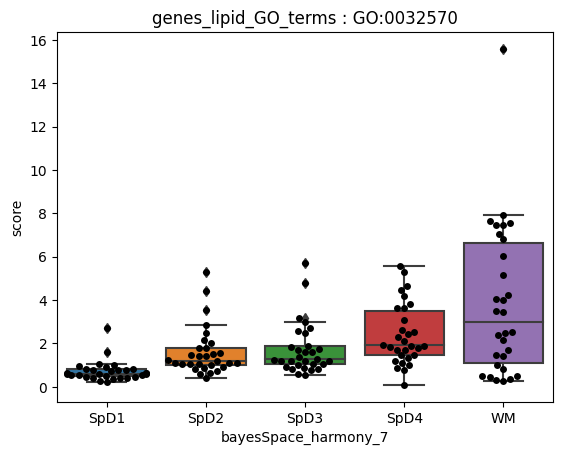 genes_lipid_GO_terms : GO:0032570
score
16
14
12
10
8
6
4
2
0
SpD1 SpD2 SpD3 SpD4 WM
bayesSpace_harmony_7